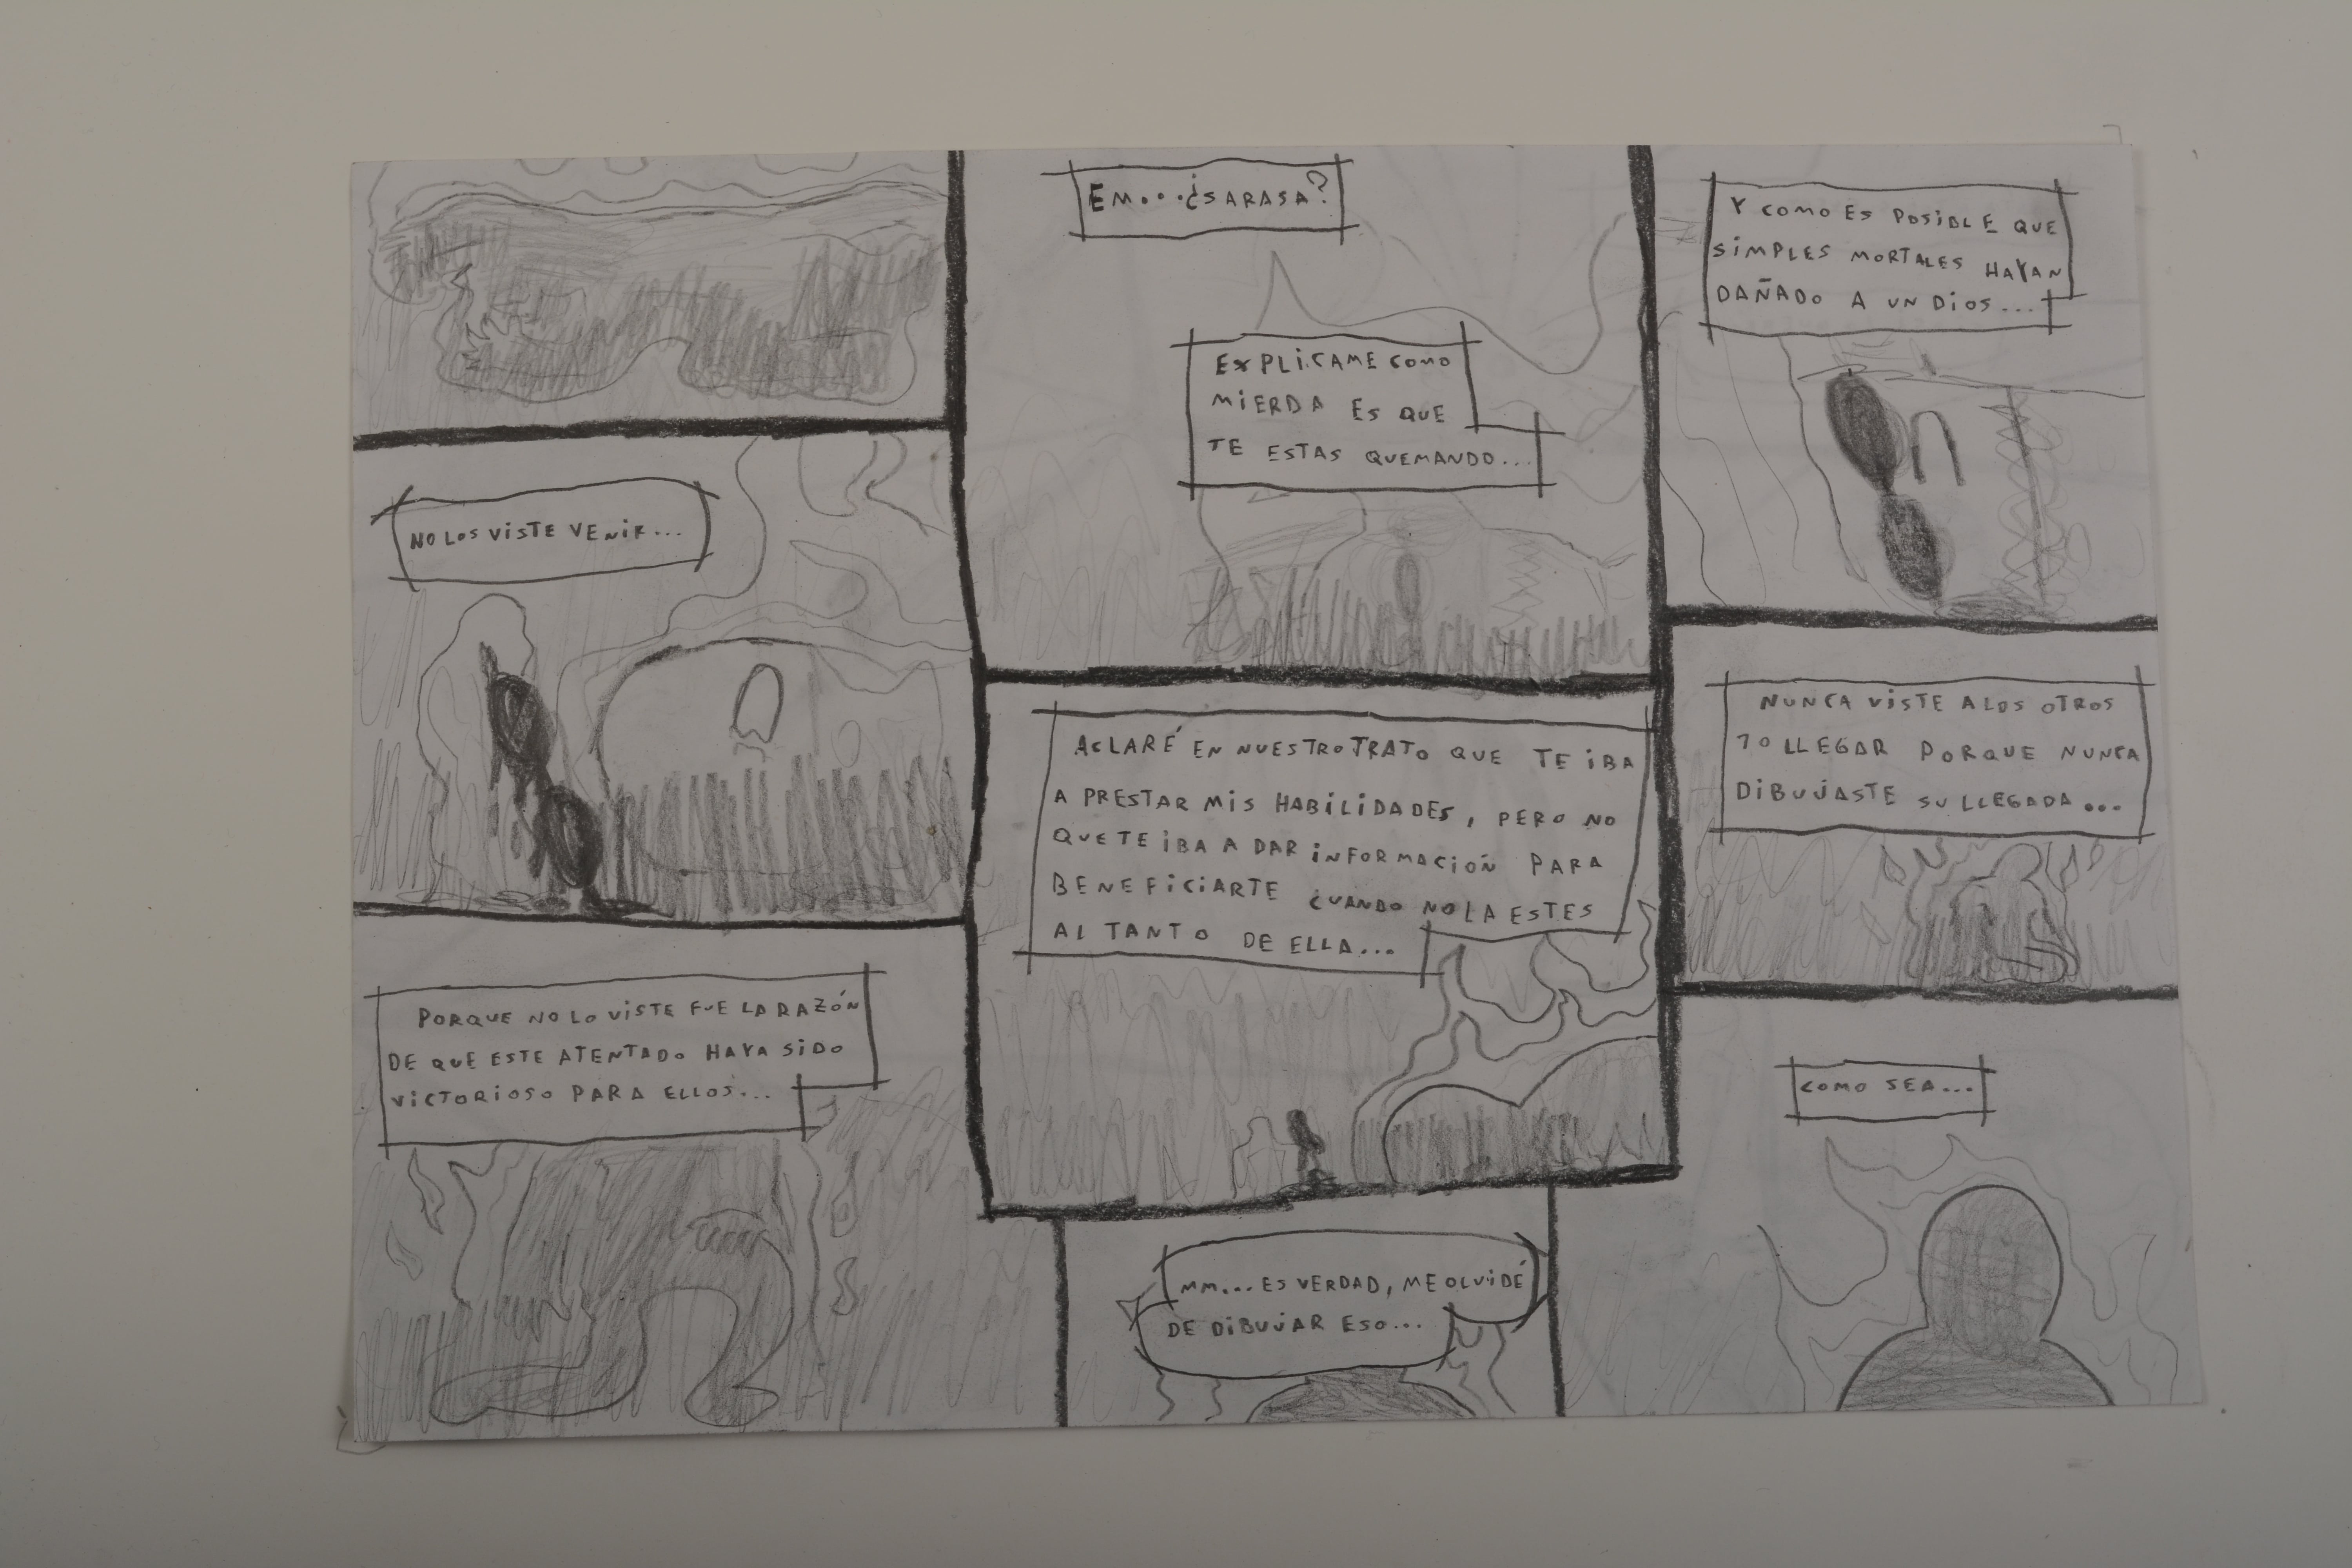 EM...¿SARASA?
EXPLICAME COMO
MIERDA ES QUE
TE ESTAS QUEMANDO...
Y COMO ES POSIBLE QUE
SIMPLES MORTALES HAYAN
DAÑADO A UN DIOS...
NO LOS VISTE VENIR...
ACLARÉ EN NUESTRO TRATO QUE TE IBA
A PRESTAR MIS HABILIDADES, PERO NO
QUE TE IBA A DAR INFORMACIÓN PARA
BENEFICIARTE CUANDO NO LA ESTES
AL TANTO DE ELLA...
NUNCA VISTE A LOS OTROS
10 LLEGAR PORQUE NUNCA
DIBUJASTE SU LLEGADA...
PORQUE NO LO VISTE FUE LA RAZÓN
DE QUE ESTE ATENTADO HAYA SIDO
VICTORIOSO PARA ELLOS...
MM... ES VERDAD, ME OLVIDÉ
DE DIBUJAR ESO...
COMO SEA...